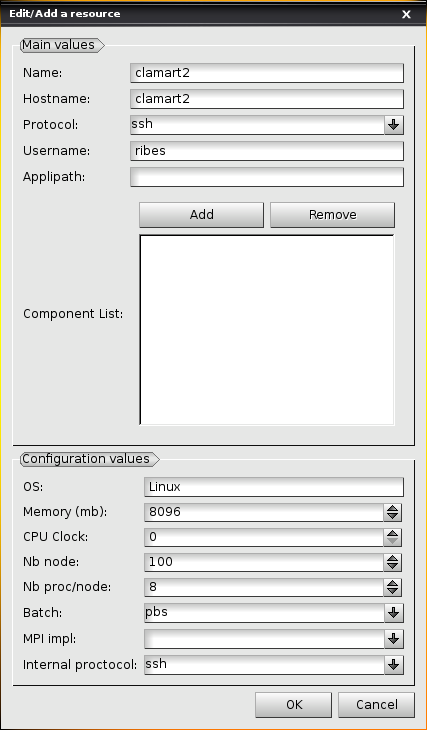 Edit/Add a resource
Main values
Name: clamart2
Hostname: clamart2
Protocol: ssh
Username: ribes
Applipath:
Add Remove
Component List:
Configuration values
OS: Linux
Memory (mb): 8096
CPU Clock: 0
Nb node: 100
Nb proc/node: 8
Batch: pbs
MPI impl:
Internal proctocol: ssh
OK Cancel